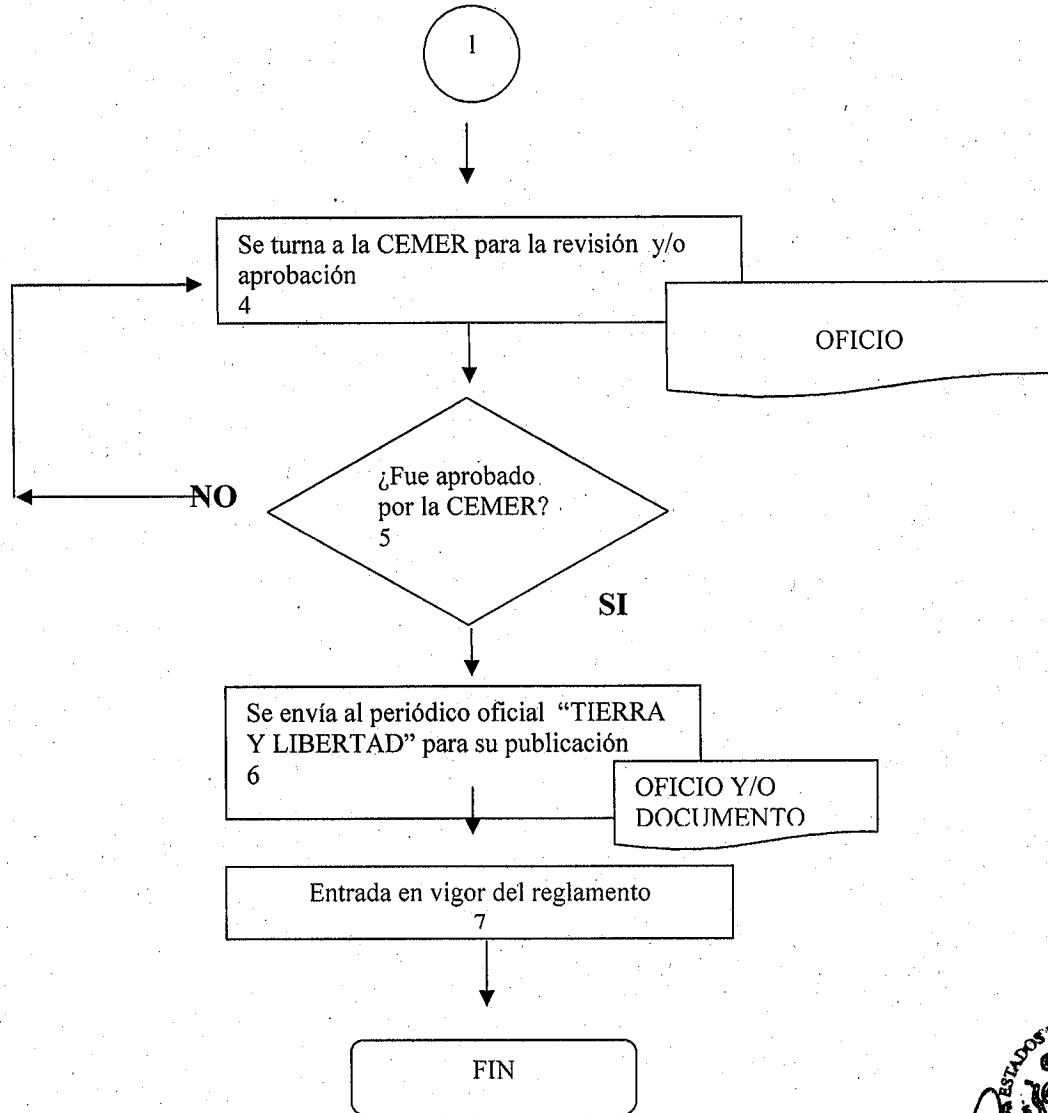 1
Se turna a la CEMER para la revisión y/o
aprobación
4
OFICIO
¿Fue aprobado
por la CEMER?
5
NO
SI
Se envía al periódico oficial “TIERRA
Y LIBERTAD” para su publicación
6
OFICIO Y/O
DOCUMENTO
Entrada en vigor del reglamento
7
FIN
ESTADOS